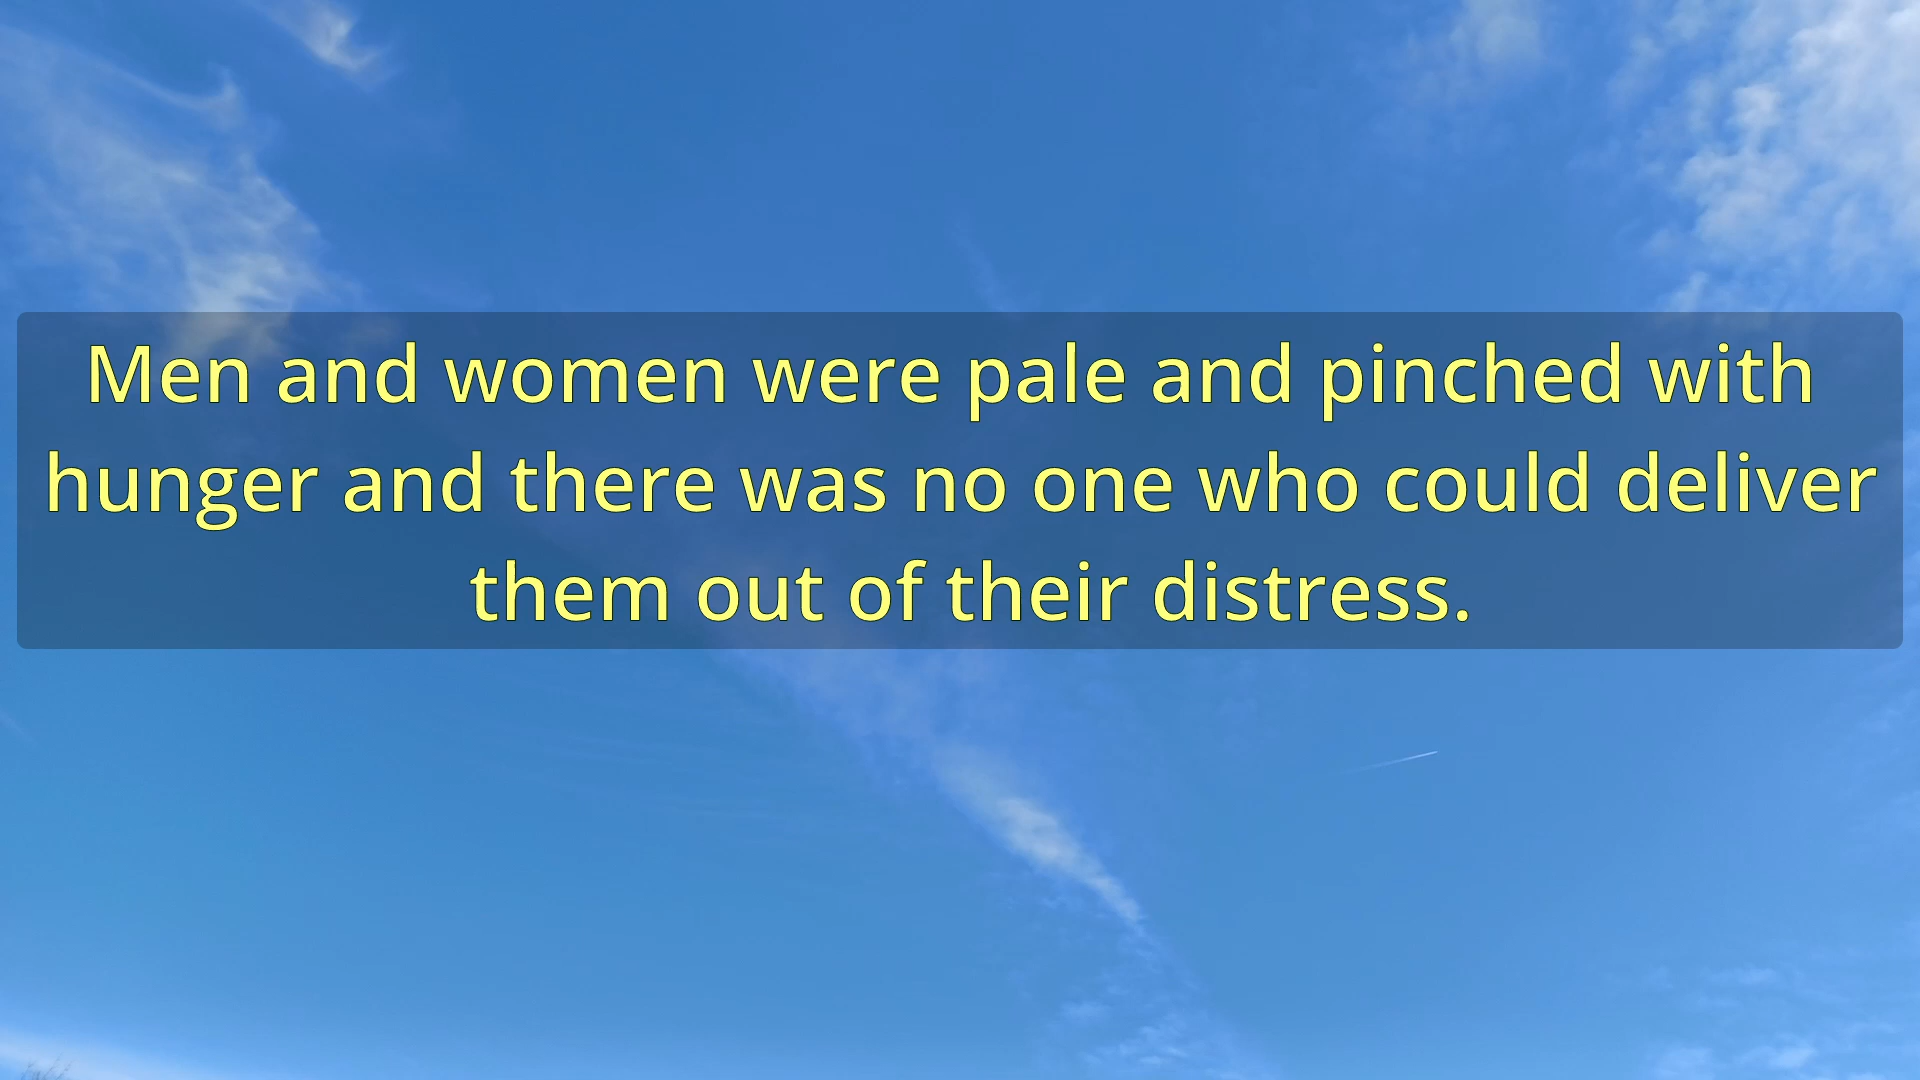 Men and women were pale and pinched with
hunger and there was no one who could deliver
them out of their distress.